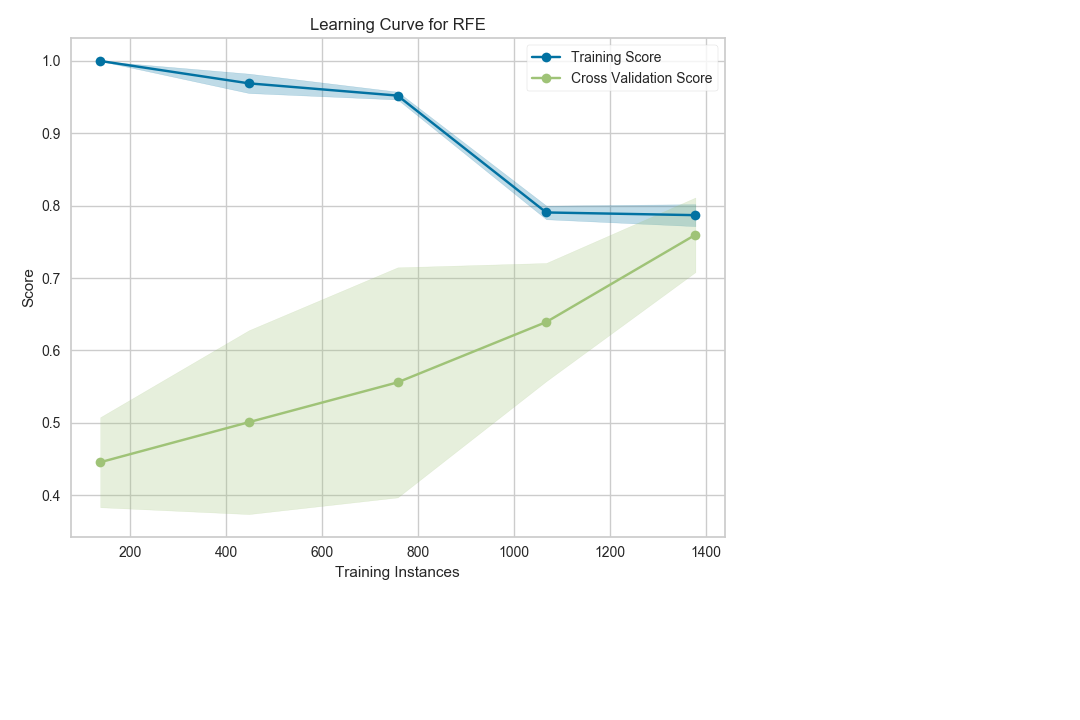 Learning Curve for RFE
Training Score
Cross Validation Score
1.0
0.9
0.8
0.7
0.6
0.5
0.4
Score
200 400 600 800 1000 1200 1400
Training Instances